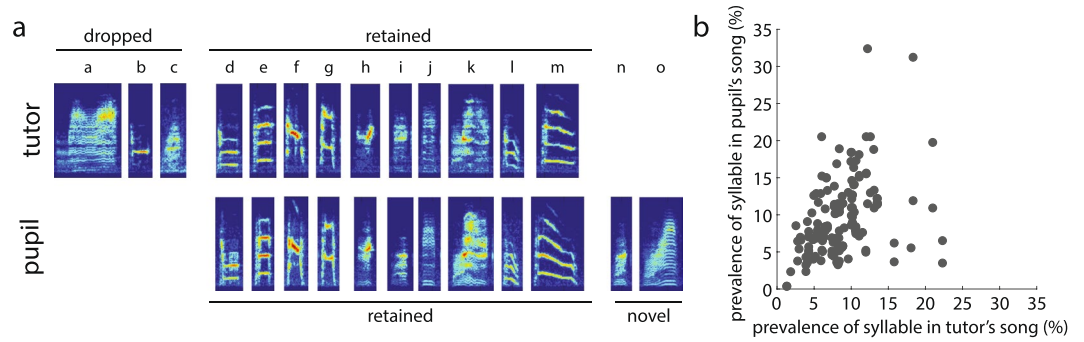 a
dropped
retained
a b c d e f g h i j k l m n o
tutor
pupil
retained
novel
b
prevalence of syllable in pupil's song (%)
35
30
25
20
15
10
5
0
0 5 10 15 20 25 30 35
prevalence of syllable in tutor's song (%)